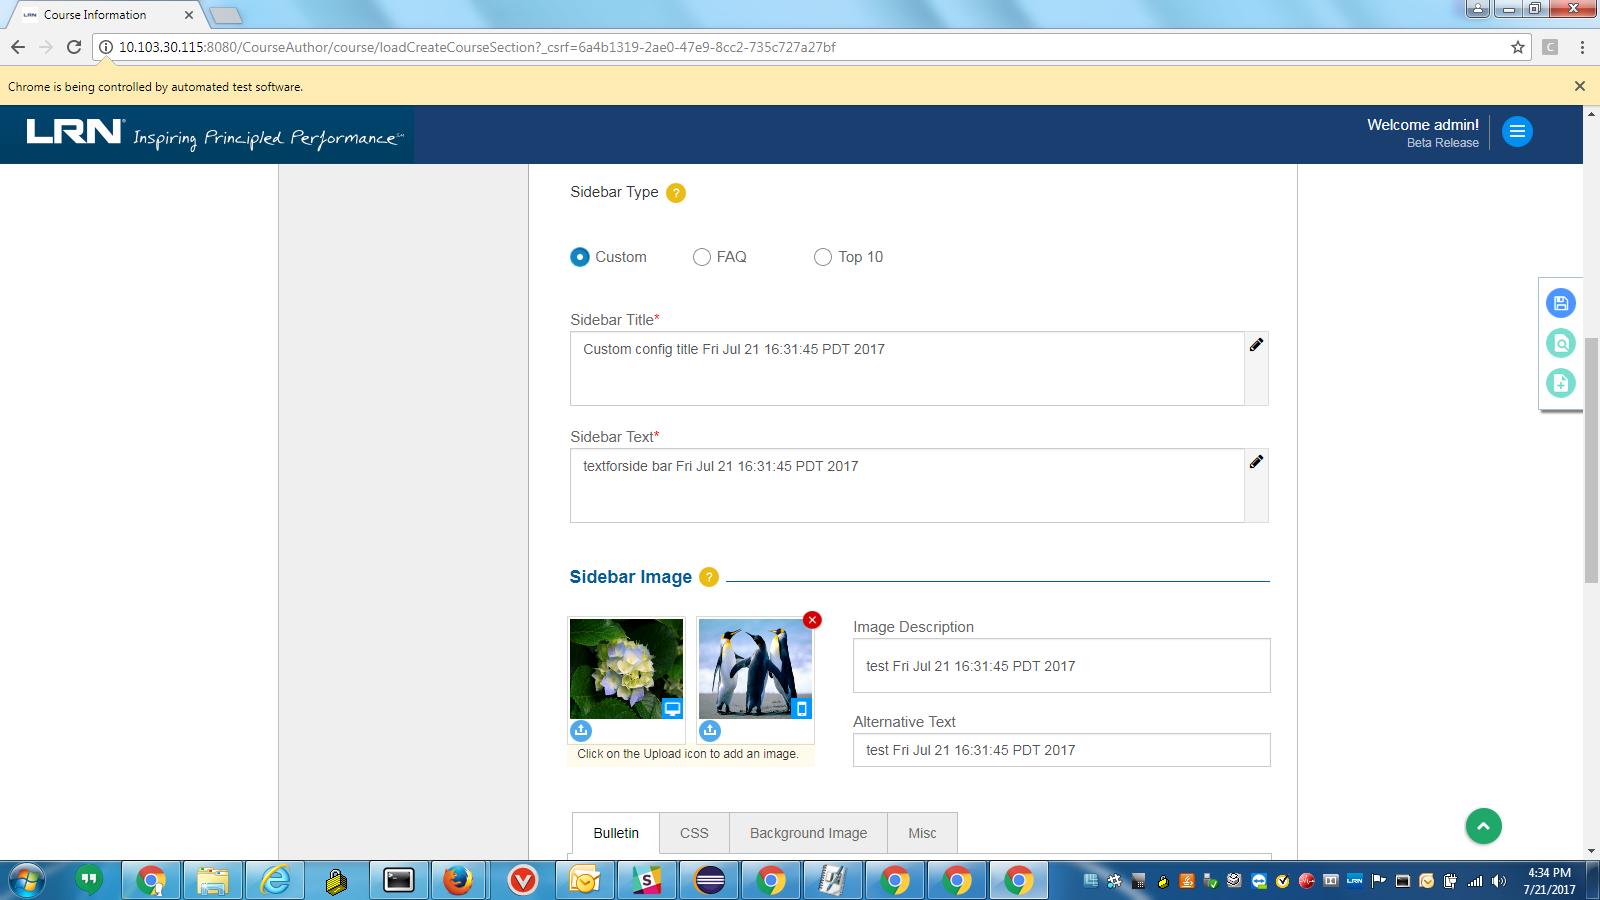 Course Information
10.103.30.115:8080/CourseAuthor/course/loadCreateCourseSection?_csrf=6a4b1319-2ae0-47e9-8cc2-735c727a27bf
Chrome is being controlled by automated test software.
LRN Inspiring Principled Performance
Welcome admin!
Beta Release
Sidebar Type ?
Custom FAQ Top 10
Sidebar Title*
Custom config title Fri Jul 21 16:31:45 PDT 2017
Sidebar Text*
textforside bar Fri Jul 21 16:31:45 PDT 2017
Sidebar Image ?
Image Description
test Fri Jul 21 16:31:45 PDT 2017
Alternative Text
test Fri Jul 21 16:31:45 PDT 2017
Click on the Upload icon to add an image.
Bulletin CSS Background Image Misc
4:34 PM
7/21/2017